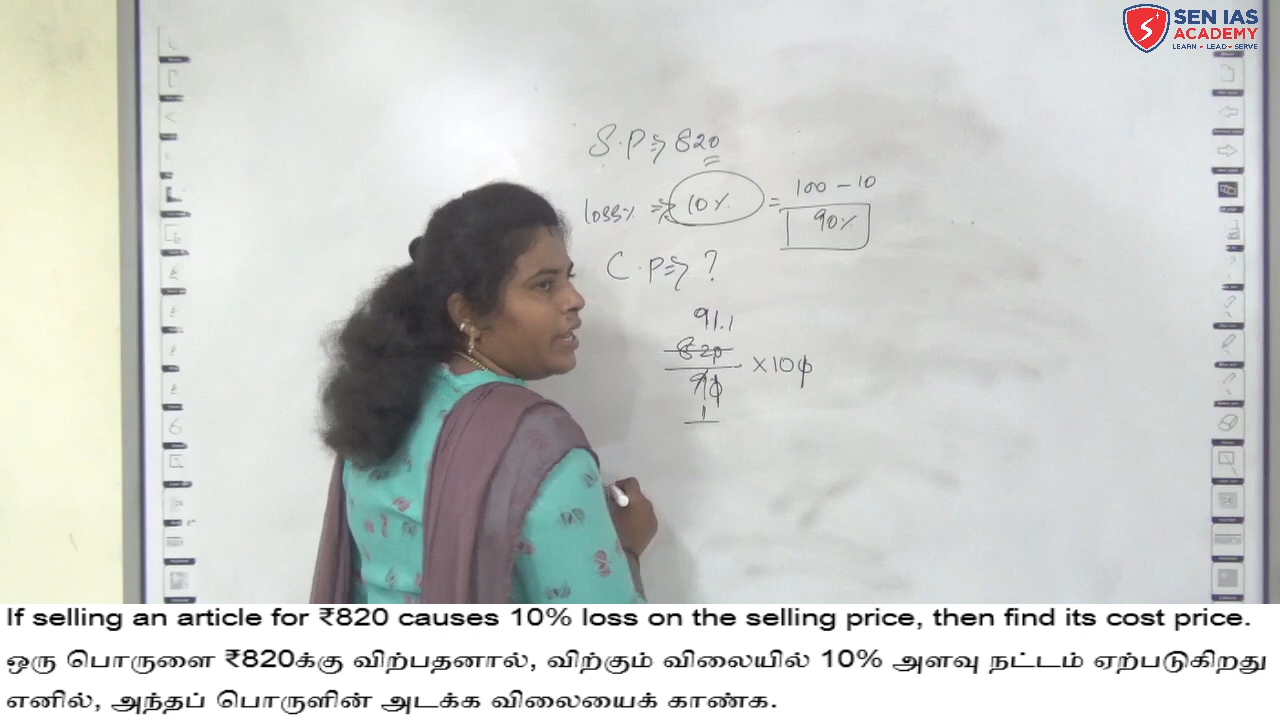 SEN IAS
ACADEMY
LEARN • LEAD • SERVE
S.P ⇒ 820
loss% ⇒ 10% = 100 - 10
90%
C.P ⇒ ?
91.1
820
90
× 100
1
If selling an article for ₹820 causes 10% loss on the selling price, then find its cost price.
ஒரு பொருளை ₹820க்கு விற்பதனால், விற்கும் விலையில் 10% அளவு நட்டம் ஏற்படுகிறது
எனில், அந்தப் பொருளின் அடக்க விலையைக் காண்க.